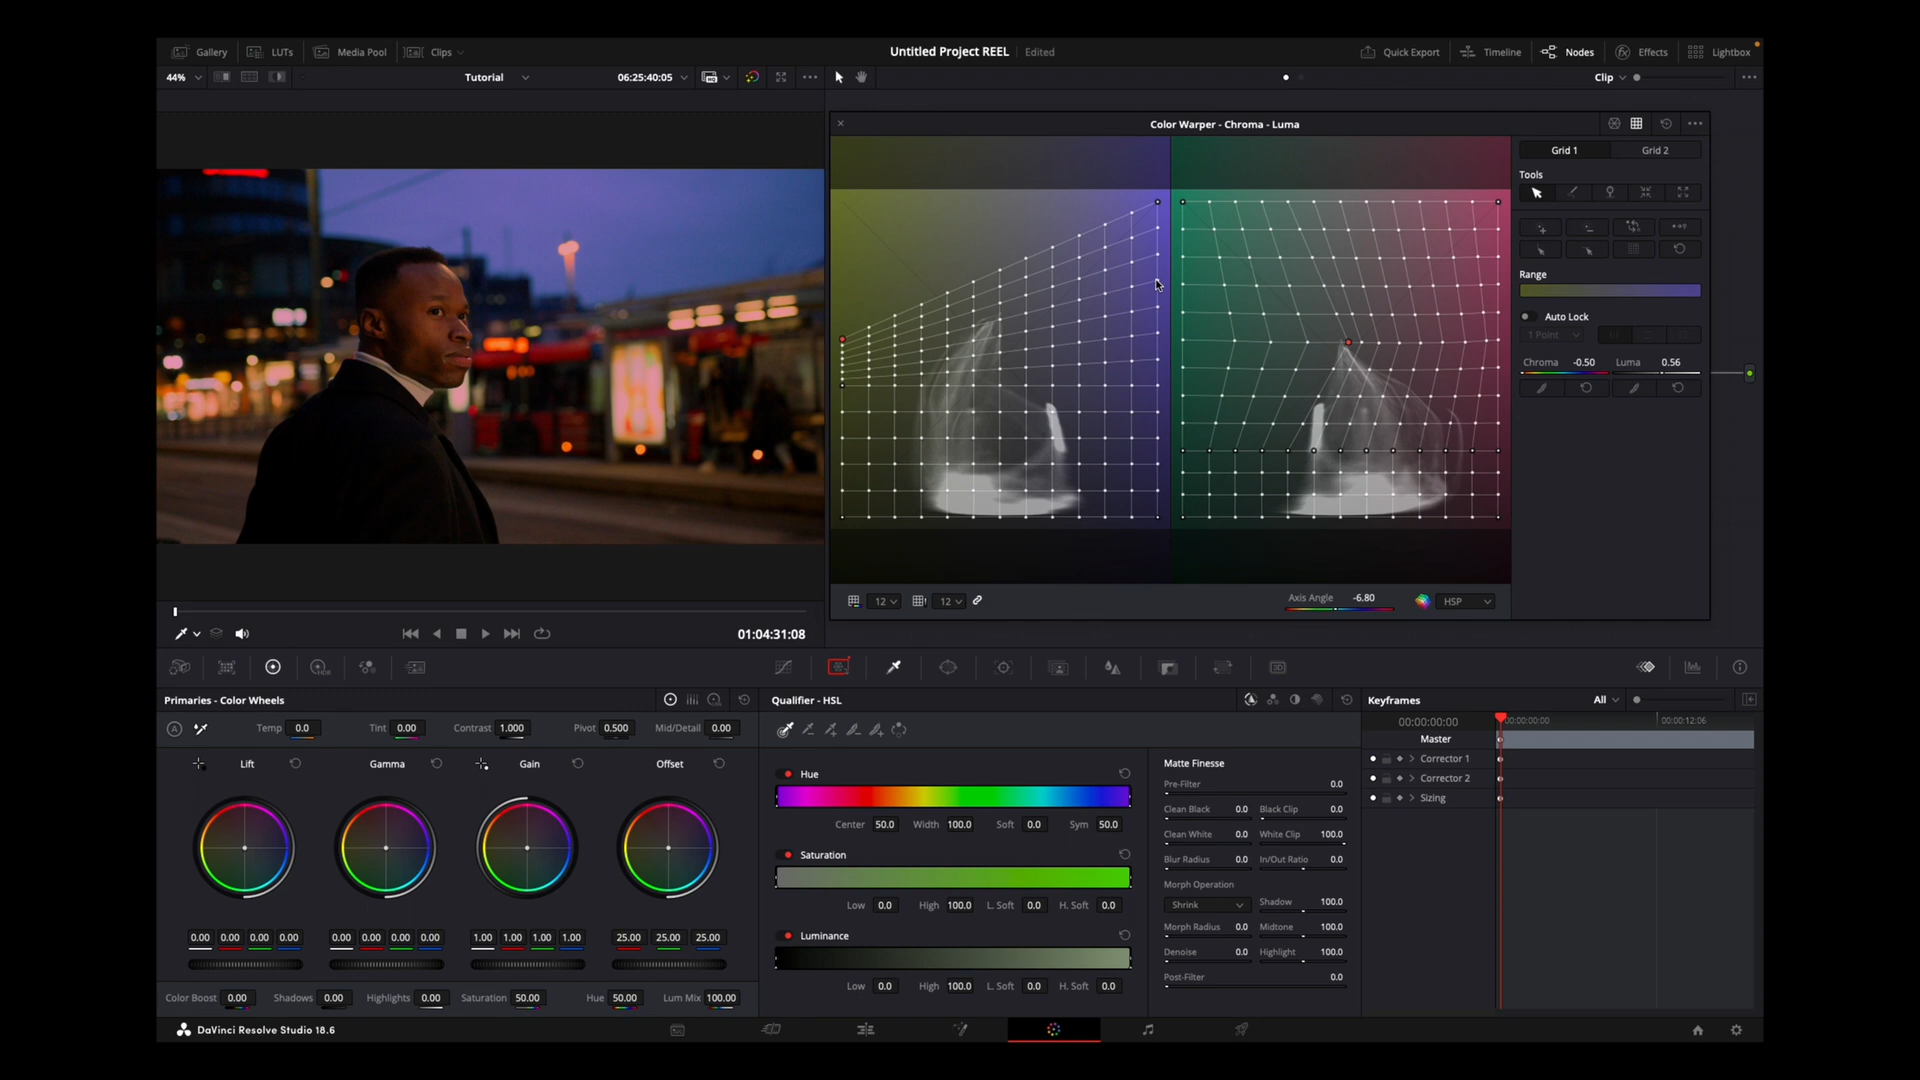 Gallery LUTs Media Pool Clips Untitled Project REEL Edited Quick Export Timeline Nodes Effects Lightbox
44% Tutorial 06:25:40:05 Clip
Color Warper - Chroma - Luma
Grid 1 Grid 2
Tools
Range
Auto Lock
1 Point
Chroma -0.50 Luma 0.56
12 12 Axis Angle -6.80 HSP
01:04:31:08
Primaries - Color Wheels Qualifier - HSL Keyframes All
Temp 0.0 Tint 0.00 Contrast 1.000 Pivot 0.500 Mid/Detail 0.00
00:00:00:00 00:00:00:00 00:00:12:06
Master
Corrector 1
Corrector 2
Sizing
Lift Gamma Gain Offset
0.00 0.00 0.00 0.00 0.00 0.00 0.00 0.00 1.00 1.00 1.00 1.00 25.00 25.00 25.00
Color Boost 0.00 Shadows 0.00 Highlights 0.00 Saturation 50.00 Hue 50.00 Lum Mix 100.00
Hue
Center 50.0 Width 100.0 Soft 0.0 Sym 50.0
Saturation
Low 0.0 High 100.0 L. Soft 0.0 H. Soft 0.0
Luminance
Low 0.0 High 100.0 L. Soft 0.0 H. Soft 0.0
Matte Finesse
Pre-Filter 0.0
Clean Black 0.0 Black Clip 0.0
Clean White 0.0 White Clip 100.0
Blur Radius 0.0 In/Out Ratio 0.0
Morph Operation
Shrink Shadow 100.0
Morph Radius 0.0 Midtone 100.0
Denoise 0.0 Highlight 100.0
Post-Filter 0.0
DaVinci Resolve Studio 18.6